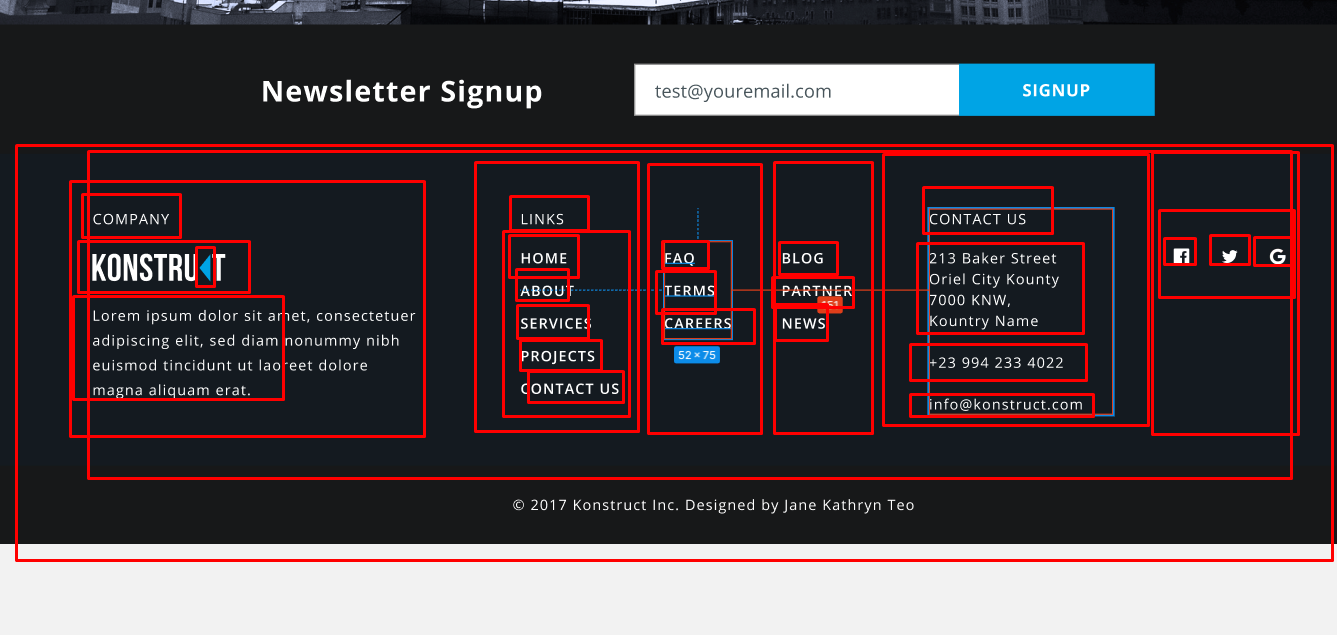 Newsletter Signup
test@youremail.com
SIGNUP
COMPANY
KONSTRUKT
Lorem ipsum dolor sit amet, consectetuer
adipiscing elit, sed diam nonummy nibh
euismod tincidunt ut laoreet dolore
magna aliquam erat.
LINKS
HOME
ABOUT
SERVICES
PROJECTS
CONTACT US
FAQ
TERMS
CAREERS
52 × 75
BLOG
PARTNER
NEWS
CONTACT US
213 Baker Street
Oriel City Kounty
7000 KNW,
Kountry Name
+23 994 233 4022
info@konstruct.com
© 2017 Konstruct Inc. Designed by Jane Kathryn Teo